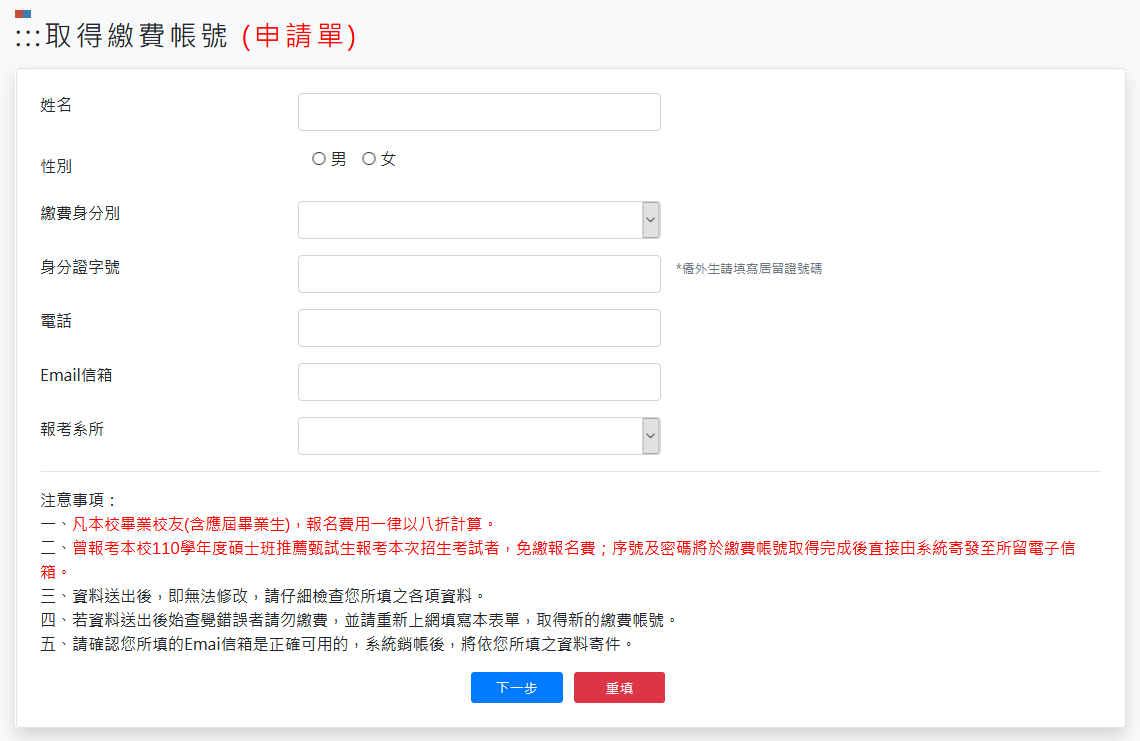 :::取得繳費帳號 (申請單)
姓名
性別
男 女
繳費身分別
身分證字號
*僑外生請填寫居留證號碼
電話
Email信箱
報考系所
注意事項：
一、凡本校畢業校友(含應屆畢業生)，報名費用一律以八折計算。
二、曾報考本校110學年度碩士班推薦甄試生報考本次招生考試者，免繳報名費；序號及密碼將於繳費帳號取得完成後直接由系統寄發至所留電子信
箱。
三、資料送出後，即無法修改，請仔細檢查您所填之各項資料。
四、若資料送出後始查覺錯誤者請勿繳費，並請重新上網填寫本表單，取得新的繳費帳號。
五、請確認您所填的Emai信箱是正確可用的，系統銷帳後，將依您所填之資料寄件。
下一步 重填